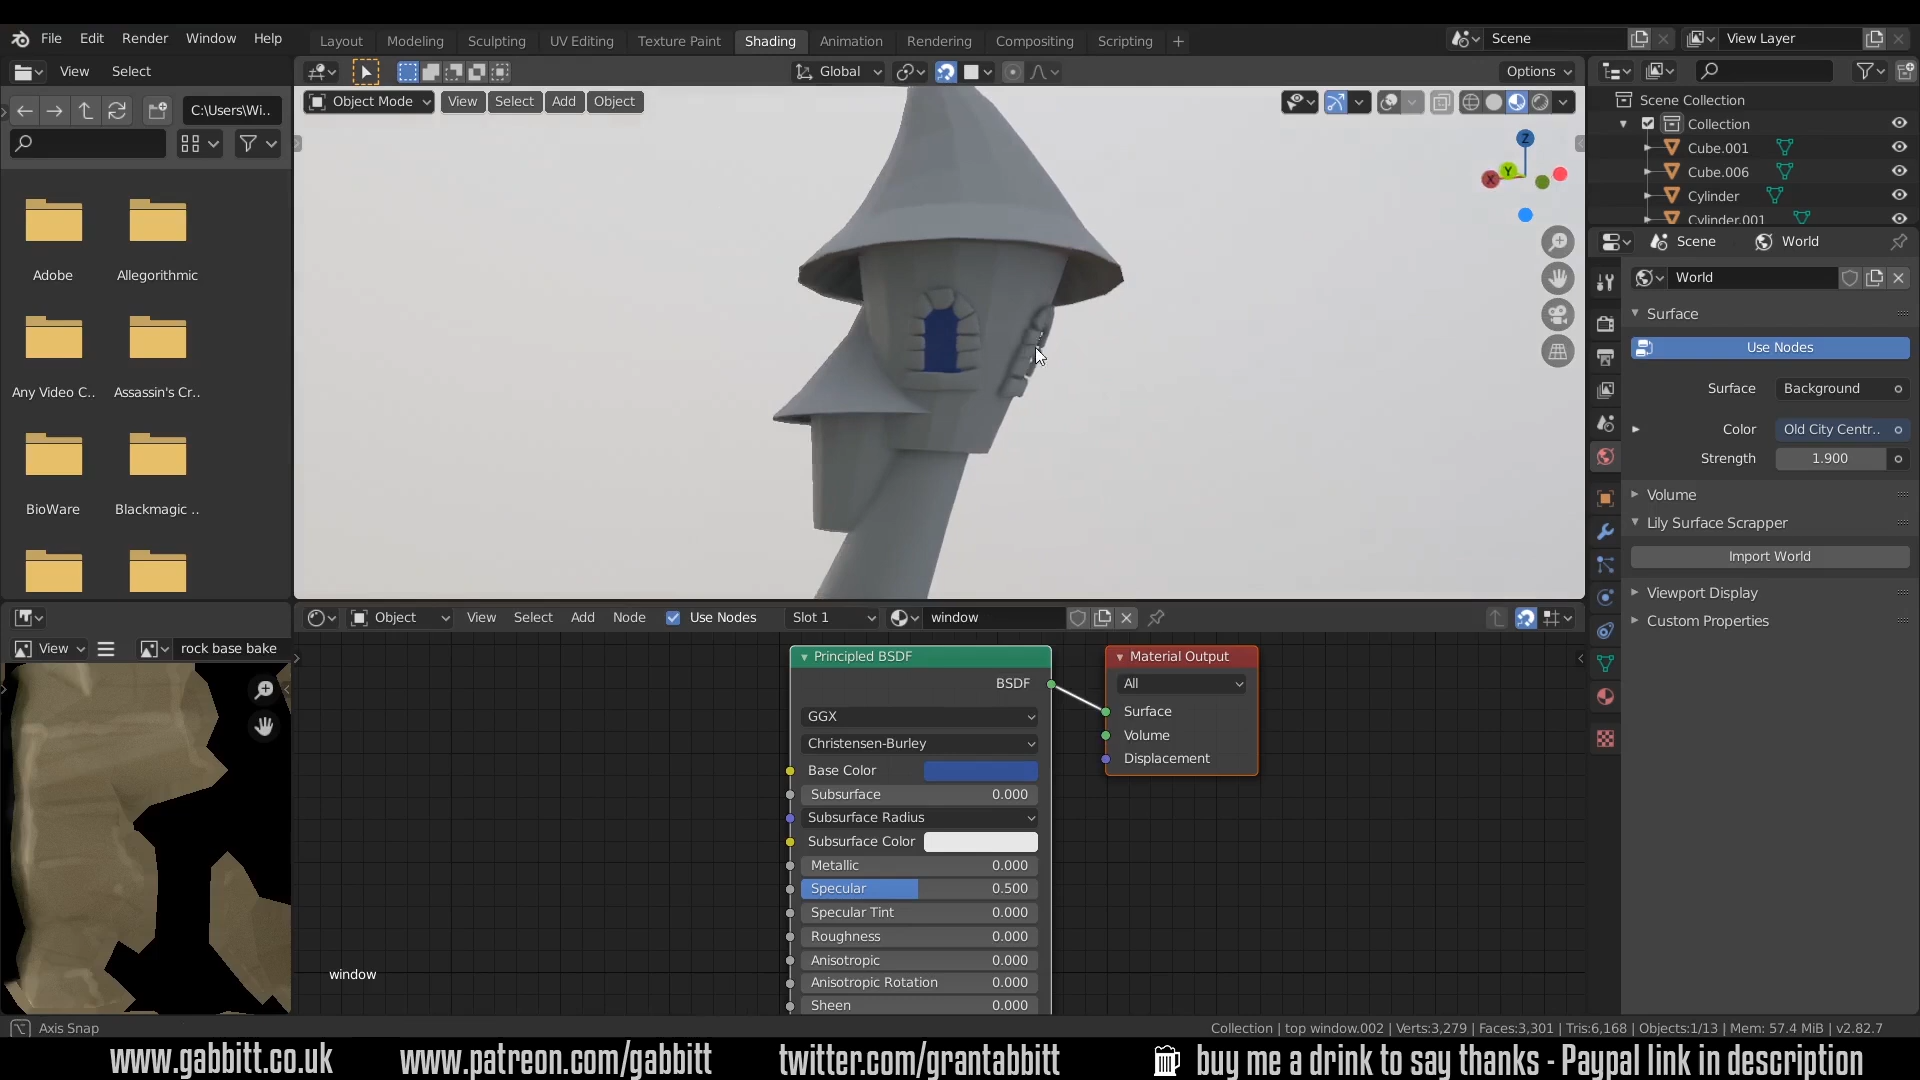 File Edit Render Window Help
Layout Modeling Sculpting UV Editing Texture Paint Shading Animation Rendering Compositing Scripting +
Scene View Layer
View Select
Global
Options
C:\Users\Wi..
Object Mode View Select Add Object
Adobe Allegorithmic
Any Video C.. Assassin's Cr..
BioWare Blackmagic ..
Z
Y
X
Scene Collection
Collection
Cube.001
Cube.006
Cylinder
Cylinder.001
Scene World
World
Surface
Use Nodes
Surface Background
Color Old City Centr..
Strength 1.900
Volume
Lily Surface Scrapper
Import World
Viewport Display
Custom Properties
Object View Select Add Node Use Nodes Slot 1 window
View rock base bake
Principled BSDF
BSDF
GGX
Christensen-Burley
Base Color
Subsurface 0.000
Subsurface Radius
Subsurface Color
Metallic 0.000
Specular 0.500
Specular Tint 0.000
Roughness 0.000
Anisotropic 0.000
Anisotropic Rotation 0.000
Sheen 0.000
Material Output
All
Surface
Volume
Displacement
window
Axis Snap
Collection | top window.002 | Verts:3,279 | Faces:3,301 | Tris:6,168 | Objects:1/13 | Mem: 57.4 MiB | v2.82.7
www.gabbitt.co.uk www.patreon.com/gabbitt twitter.com/grantabbitt buy me a drink to say thanks - Paypal link in description